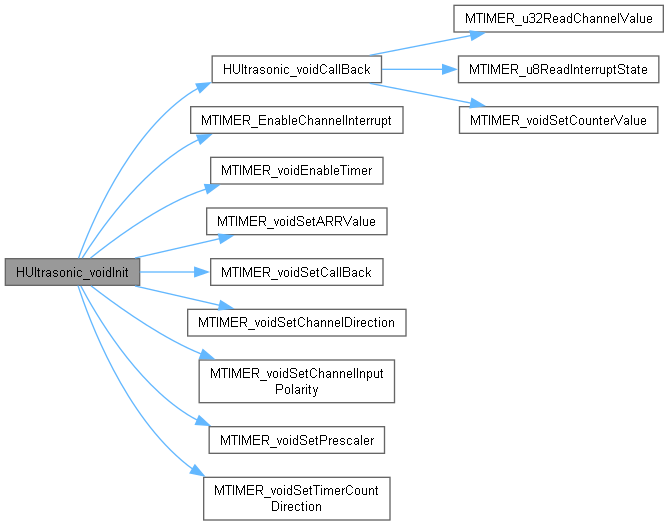 MTIMER_u32ReadChannelValue
HUltrasonic_voidCallBack
MTIMER_u8ReadInterruptState
MTIMER_EnableChannelInterrupt
MTIMER_voidSetCounterValue
MTIMER_voidEnableTimer
MTIMER_voidSetARRValue
HUltrasonic_voidInit
MTIMER_voidSetCallBack
MTIMER_voidSetChannelDirection
MTIMER_voidSetChannelInput
Polarity
MTIMER_voidSetPrescaler
MTIMER_voidSetTimerCount
Direction